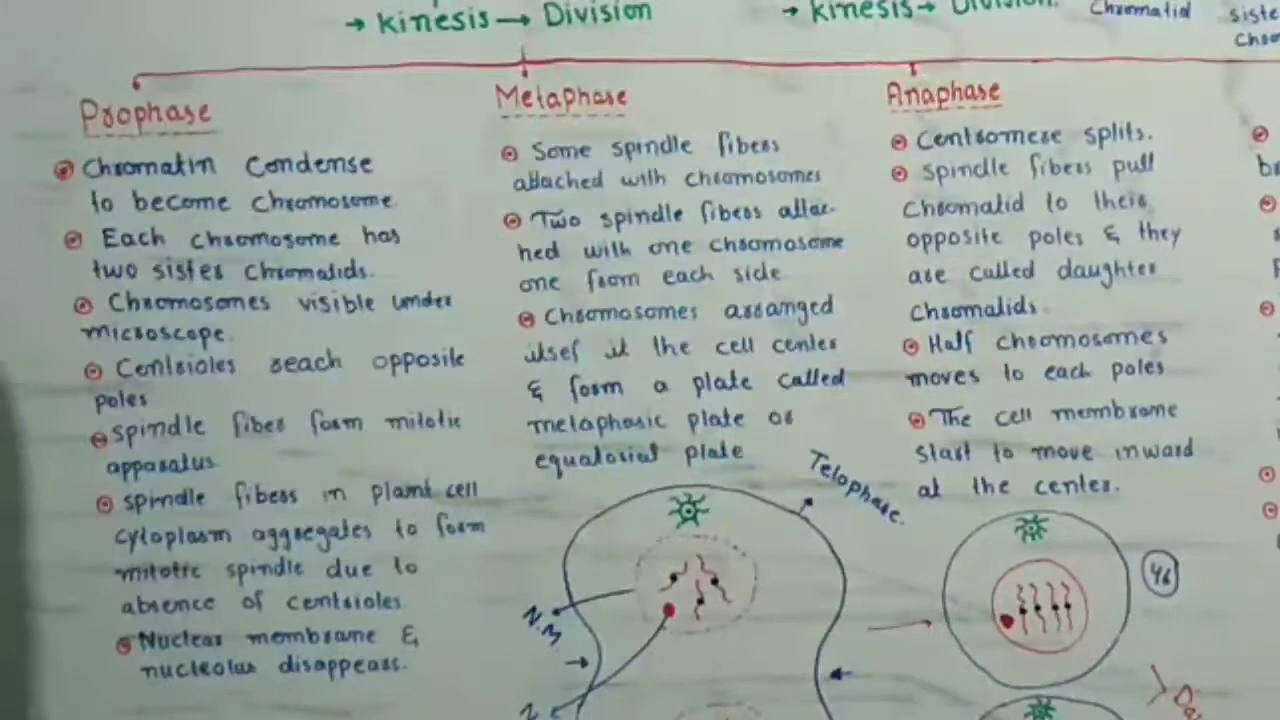 → kinesis → Division
→ kinesis → Division.
Chromatid
siste
Chro
Prophase
⊙ Chromatin Condense
to become chromosome
⊙ Each chromosome has
two sister Chromatids.
⊙ Chromosomes visible under
microscope.
⊙ Centrioles reach opposite
poles
⊙ spindle fiber form mitotic
apparatus
⊙ spindle fibers in plant cell
cytoplasm aggregates to form
mitotic spindle due to
absence of centrioles
⊙ Nuclear membrane &
nucleolus disappears.
Metaphase
⊙ Some spindle fibers
attached with chromosomes
⊙ Two spindle fibers attac-
hed with one chromosome
one from each side
⊙ Chromosomes arranged
itsef it the cell center
& form a plate called
metaphasic plate or
equatorial plate
Anaphase
⊙ Centromere splits.
⊙ Spindle fibers pull
Chromatid to their
opposite poles & they
are called daughter
chromatids.
⊙ Half chromosomes
moves to each poles
⊙ The cell membrane
start to move inward
at the center.
Telophase.
N.M
46